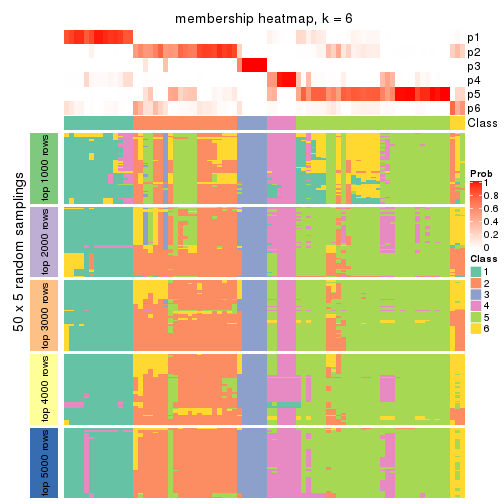 membership heatmap, k = 6
p1
p2
p3
p4
p5
p6
Class
50 x 5 random samplings
top 1000 rows
top 2000 rows
top 3000 rows
top 4000 rows
top 5000 rows
Prob
1
0.8
0.6
0.4
0.2
0
Class
1
2
3
4
5
6